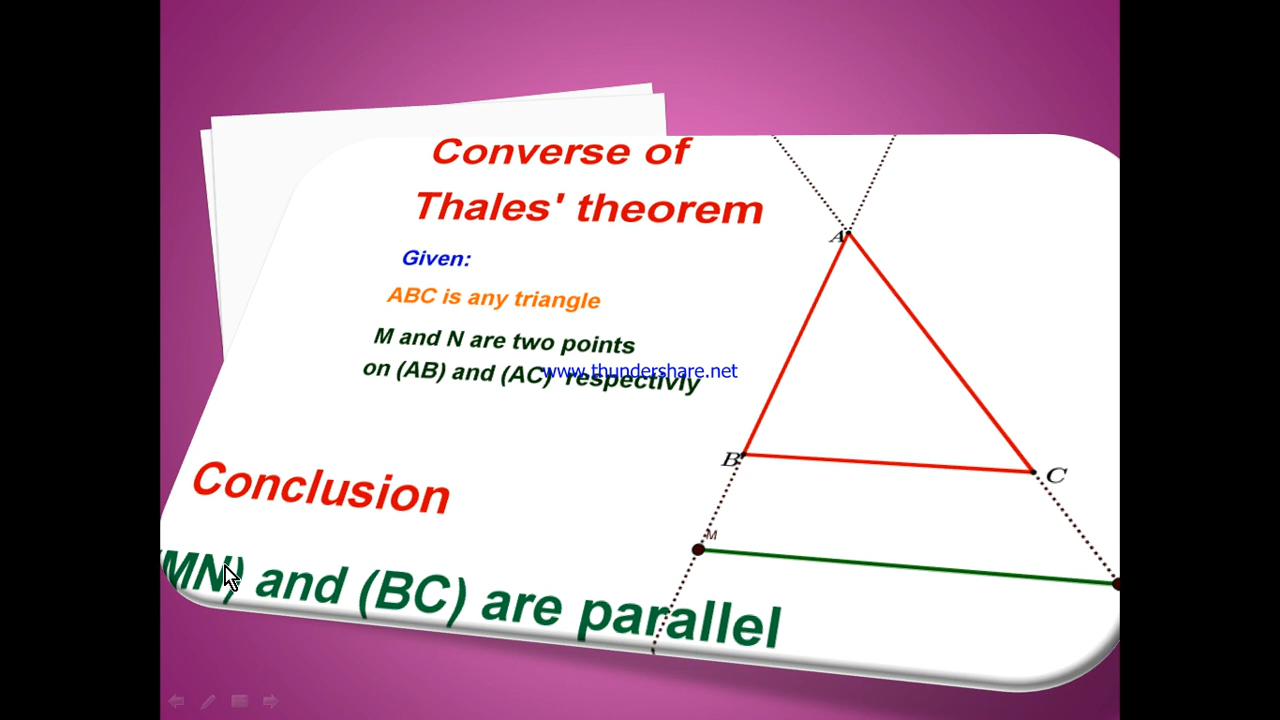 Converse of
Thales' theorem
Given:
ABC is any triangle
M and N are two points
on (AB) and (AC) respectivly
www.thundershare.net
Conclusion
(MN) and (BC) are parallel
A
B
C
M